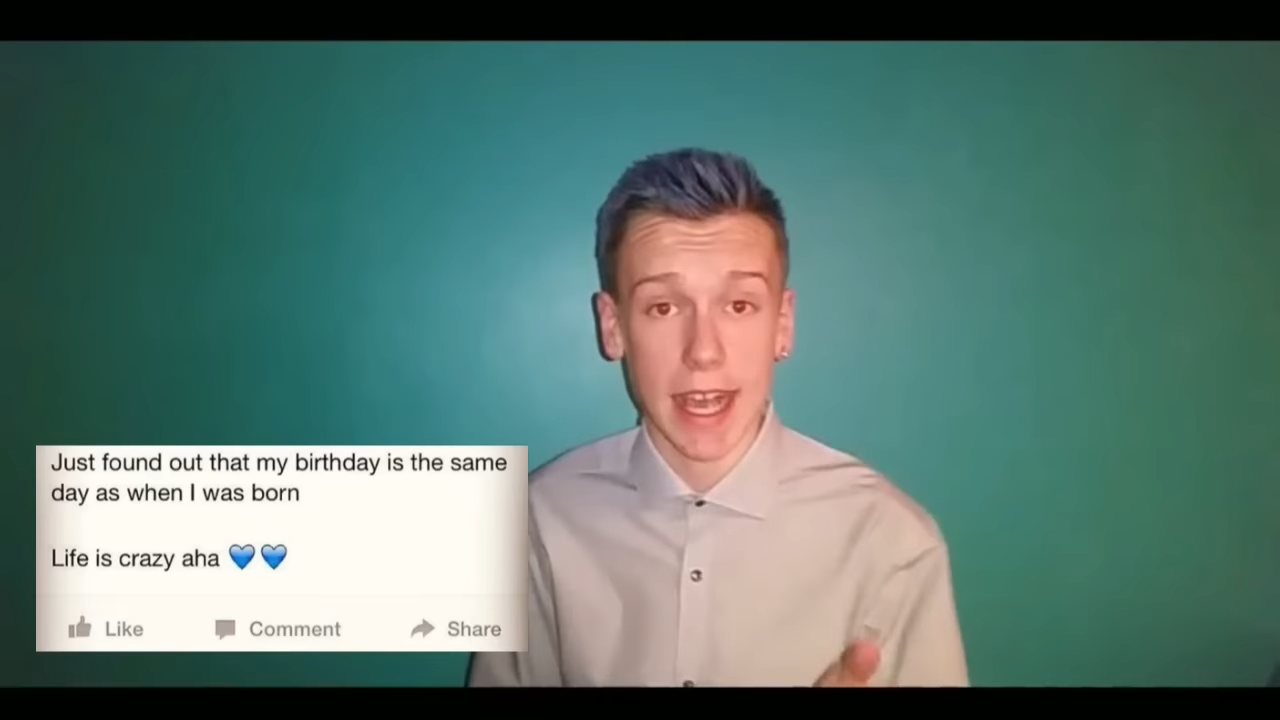 Just found out that my birthday is the same
day as when I was born
Life is crazy aha 💙💙
Like Comment Share